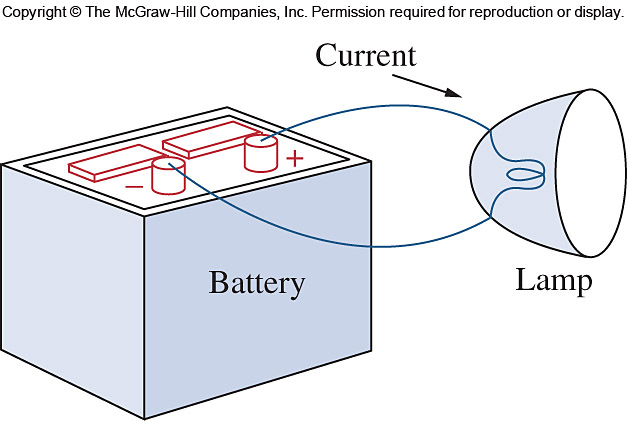 Copyright © The McGraw-Hill Companies, Inc. Permission required for reproduction or display.
Current
+
−
Battery
Lamp